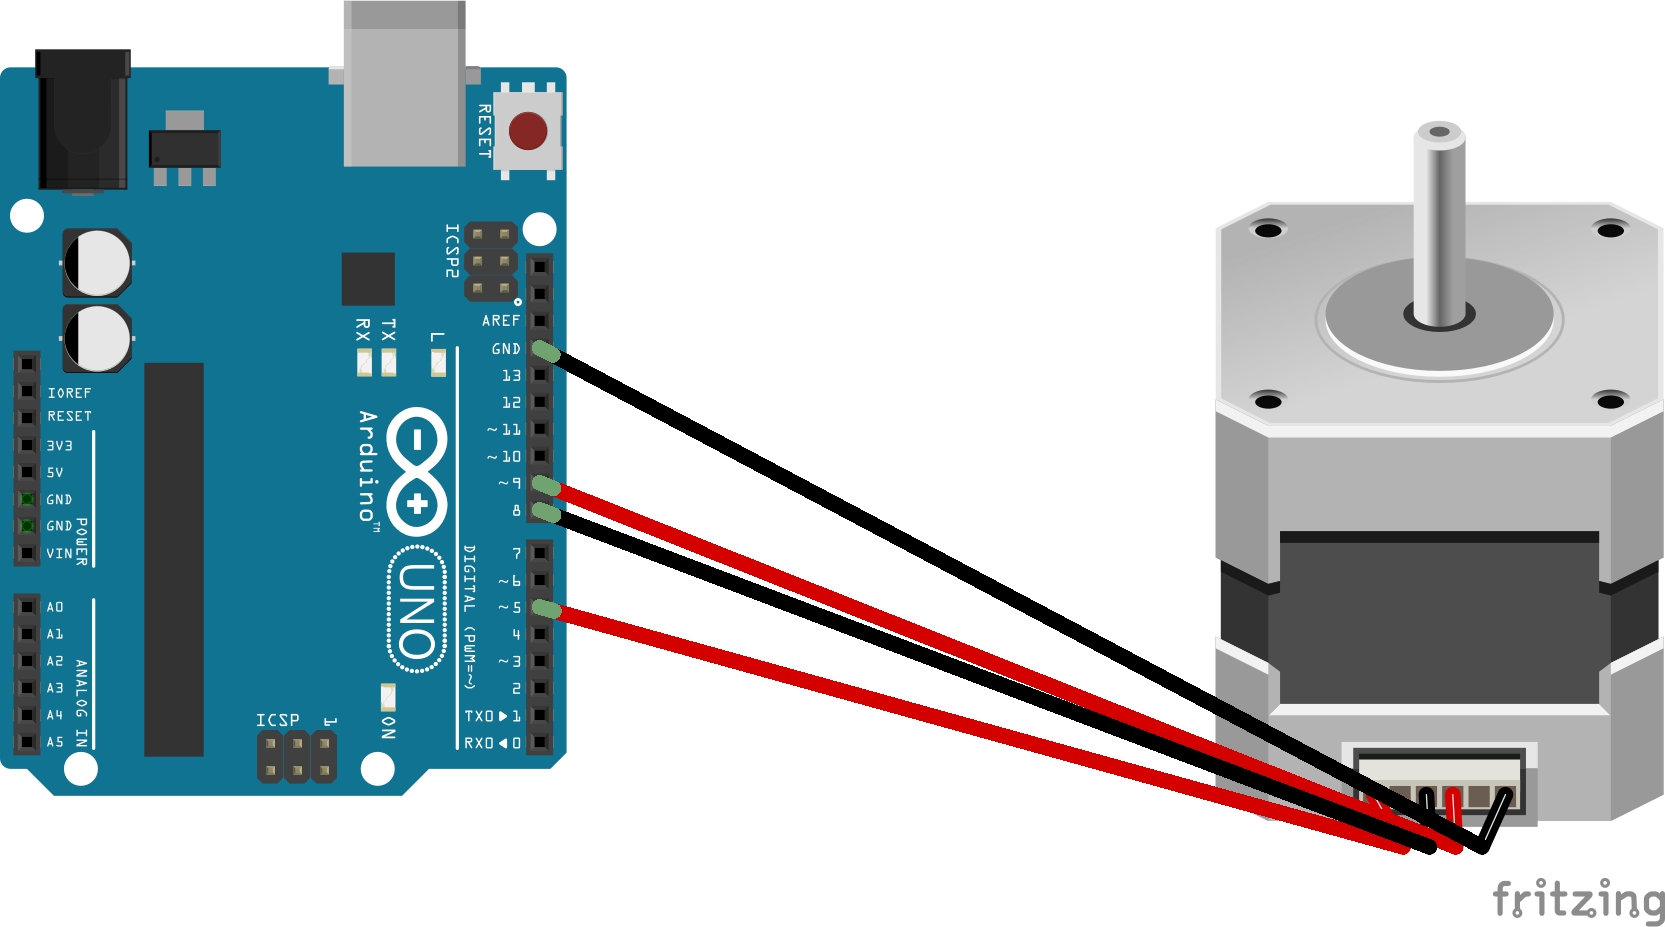 RESET
ICSP2
AREF
GND
13
12
~11
~10
~9
8
7
~6
~5
4
~3
2
TX0▶1
RX0◀0
DIGITAL (PWM=~)
RX
TX
L
Arduino™
UNO
ON
ICSP
1
IOREF
RESET
3V3
5V
GND
GND
VIN
POWER
A0
A1
A2
A3
A4
A5
ANALOG IN
fritzing